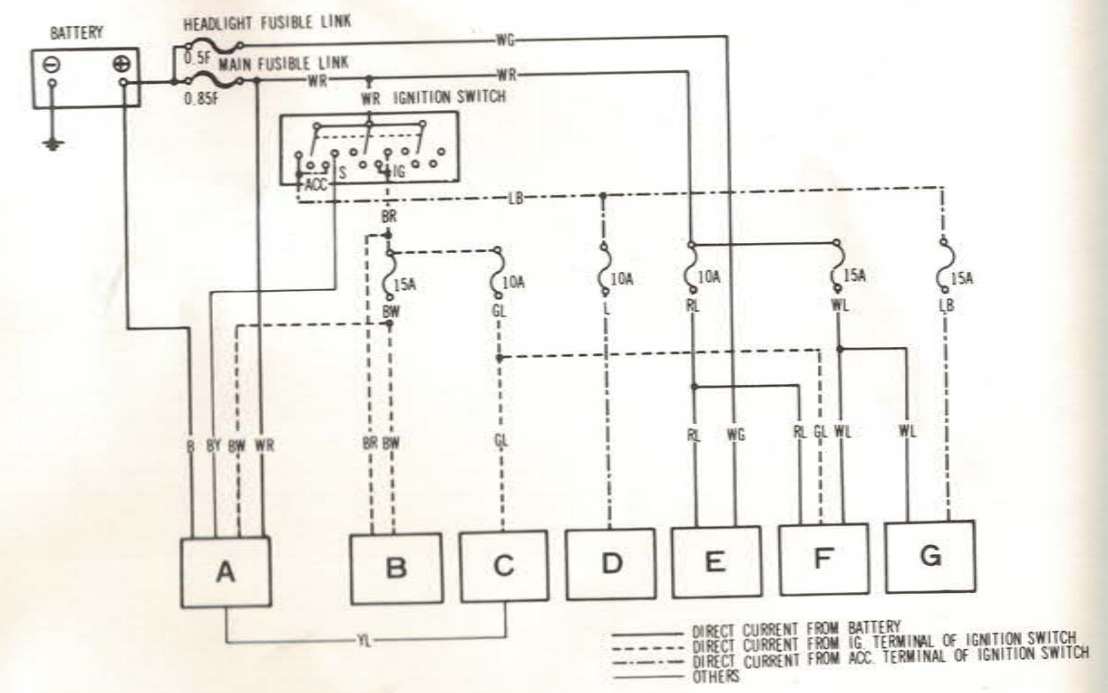 HEADLIGHT FUSIBLE LINK
BATTERY
WG
0.5F
MAIN FUSIBLE LINK
WR
WR
0.85F
WR IGNITION SWITCH
S
IG
ACC
LB
BR
15A
10A
10A
10A
15A
15A
BW
GL
L
RL
WL
LB
B BY BW WR
BR BW
GL
RL
WG
RL GL WL
WL
A
B
C
D
E
F
G
YL
DIRECT CURRENT FROM BATTERY
DIRECT CURRENT FROM IG. TERMINAL OF IGNITION SWITCH
DIRECT CURRENT FROM ACC. TERMINAL OF IGNITION SWITCH
OTHERS